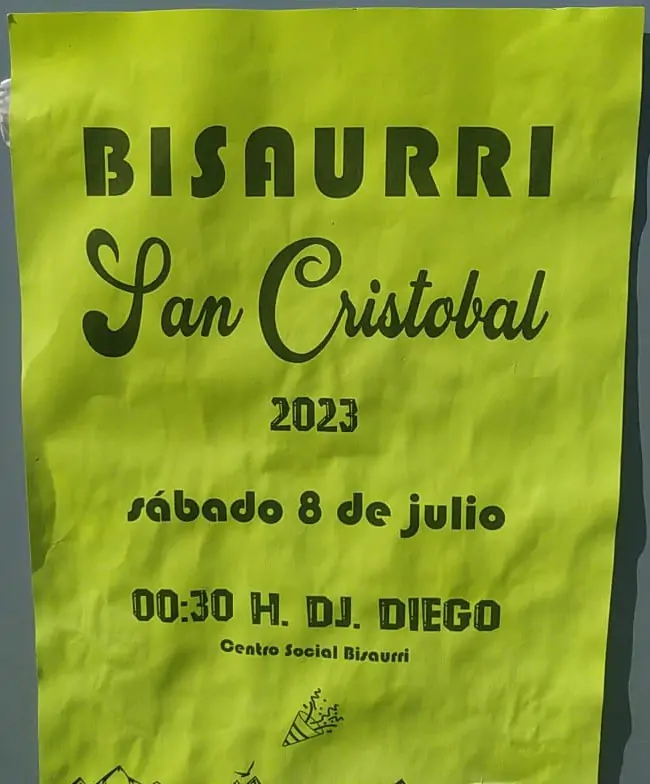 BISAURRI
San Cristobal
2023
sábado 8 de julio
00:30 H. DJ. DIEGO
Centro Social Bisaurri